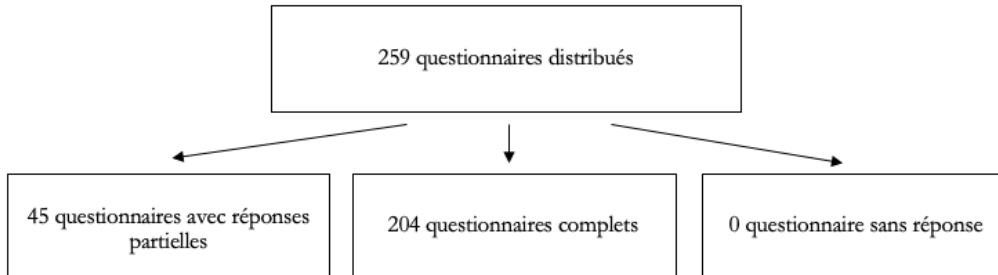 259 questionnaires distribués
45 questionnaires avec réponses
partielles
204 questionnaires complets
0 questionnaire sans réponse